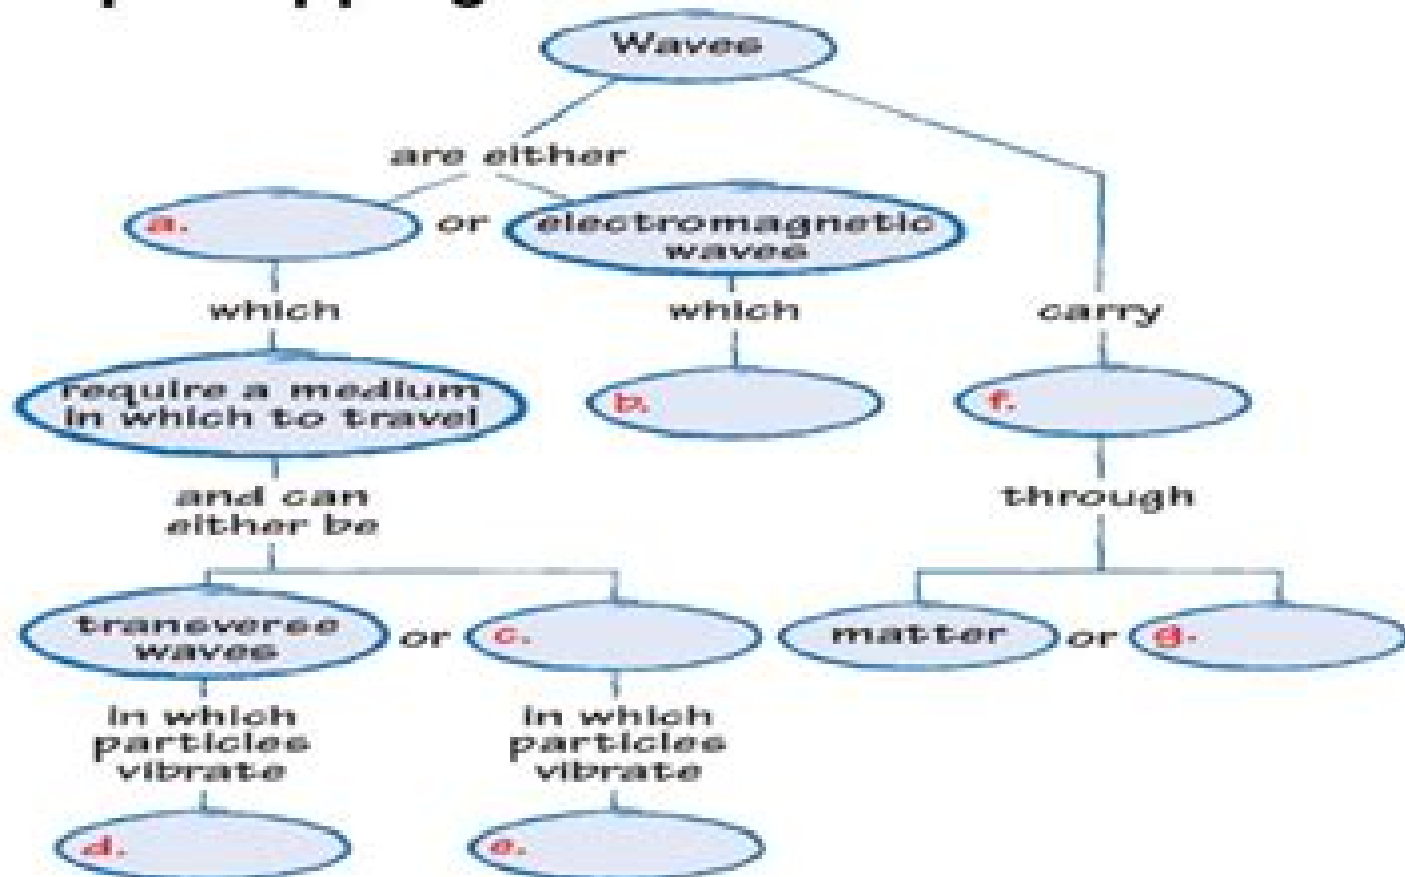 Waves
are either
a.
or
electromagnetic
waves
which
which
carry
require a medium
in which to travel
b.
f.
and can
either be
through
transverse
waves
or
c.
matter
or
g.
in which
particles
vibrate
in which
particles
vibrate
d.
e.